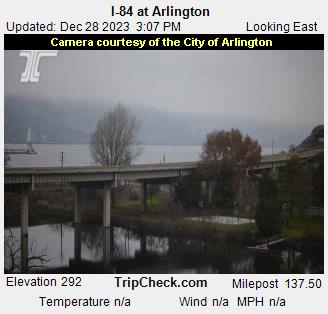 I-84 at Arlington
Updated: Dec 28 2023 3:07 PM Looking East
Camera courtesy of the City of Arlington
Elevation 292 TripCheck.com Milepost 137.50
Temperature n/a Wind n/a MPH n/a